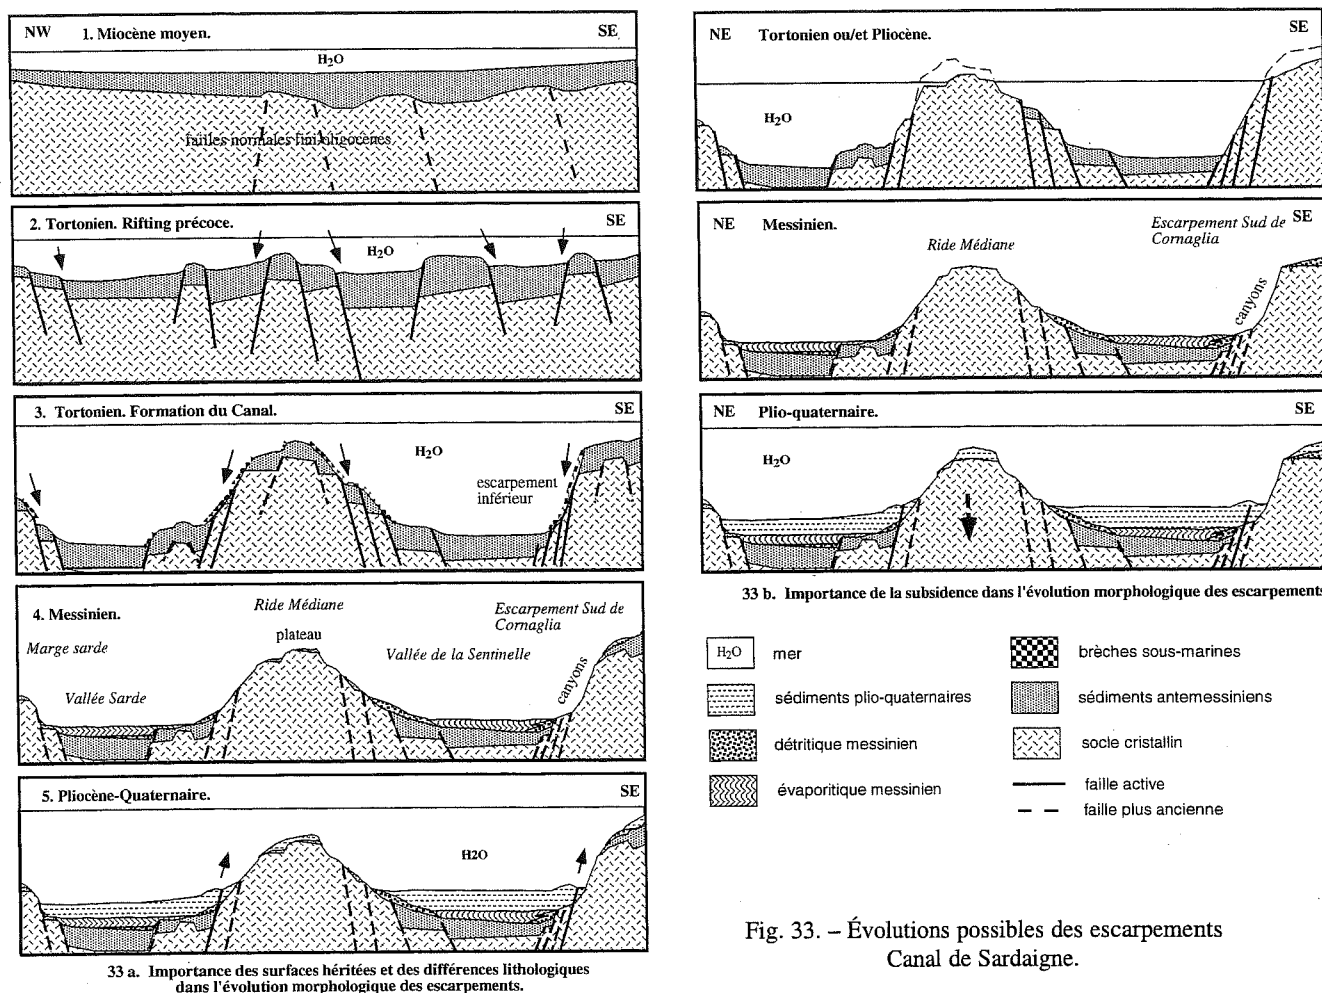 NW 1. Miocène moyen. SE
H2O
failles normales fini-oligocènes
2. Tortonien. Rifting précoce. SE
H2O
3. Tortonien. Formation du Canal. SE
H2O
escarpement
inférieur
4. Messinien.
Ride Médiane
Escarpement Sud de
Cornaglia
Marge sarde
plateau
Vallée de la Sentinelle
Vallée Sarde
canyons
5. Pliocène-Quaternaire. SE
H2O
33 a. Importance des surfaces héritées et des différences lithologiques
dans l'évolution morphologique des escarpements.
NE Tortonien ou/et Pliocène. SE
H2O
NE Messinien. SE
Escarpement Sud de
Cornaglia
Ride Médiane
canyons
NE Plio-quaternaire. SE
H2O
33 b. Importance de la subsidence dans l'évolution morphologique des escarpements
H2O mer
sédiments plio-quaternaires
détritique messinien
évaporitique messinien
brèches sous-marines
sédiments antemessiniens
socle cristallin
faille active
faille plus ancienne
Fig. 33. – Évolutions possibles des escarpements
Canal de Sardaigne.